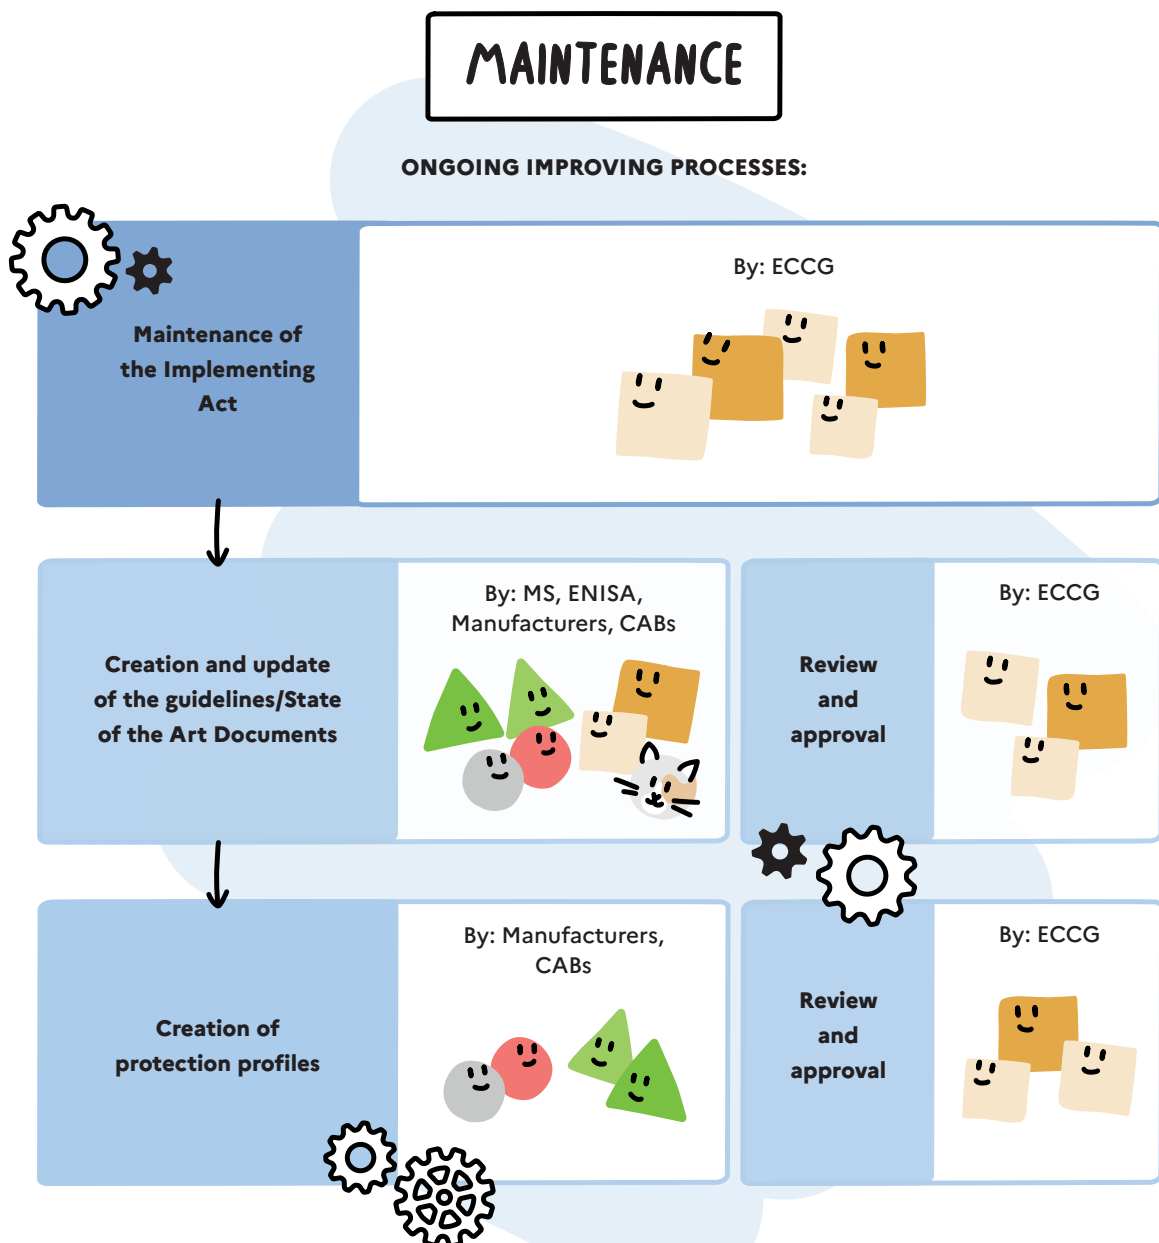 MAINTENANCE
ONGOING IMPROVING PROCESSES:
Maintenance of
the Implementing
Act
By: ECCG
Creation and update
of the guidelines/State
of the Art Documents
By: MS, ENISA,
Manufacturers, CABs
Review
and
approval
By: ECCG
Creation of
protection profiles
By: Manufacturers,
CABs
Review
and
approval
By: ECCG